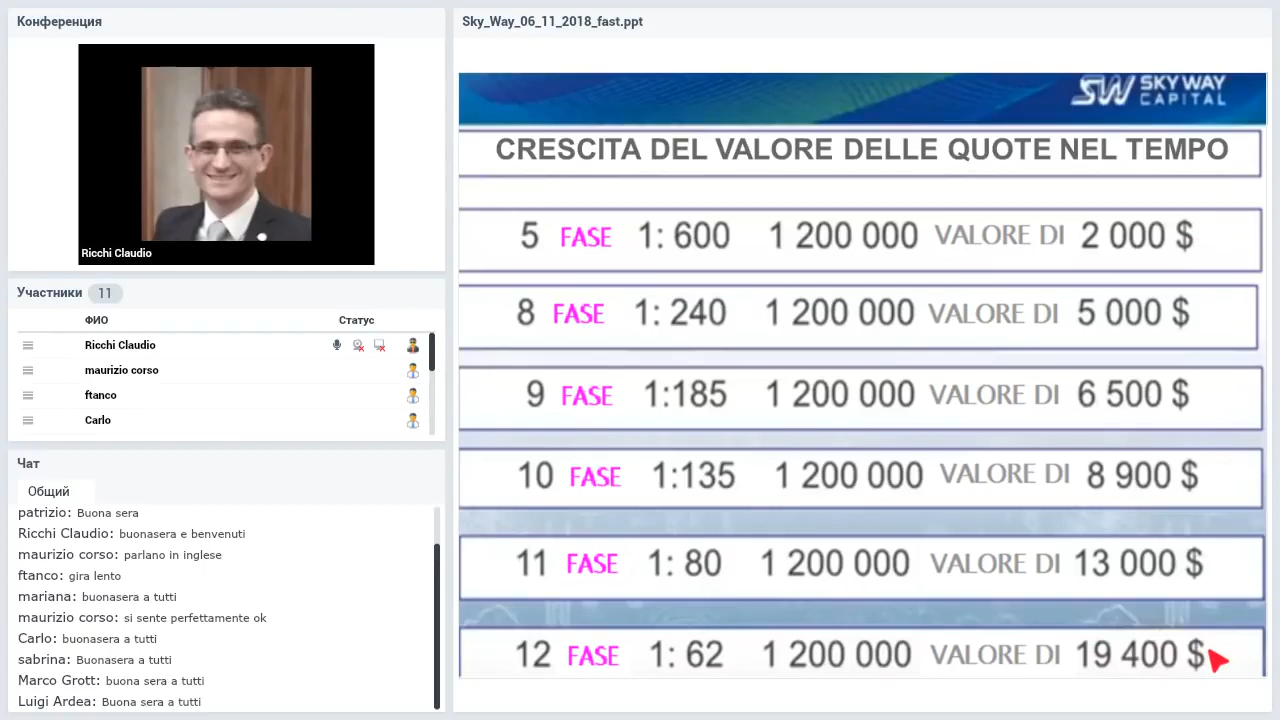 Конференция
Ricchi Claudio
Участники 11
ФИО Статус
Ricchi Claudio
maurizio corso
ftanco
Carlo
Чат
Общий
patrizio: Buona sera
Ricchi Claudio: buonasera e benvenuti
maurizio corso: parlano in inglese
ftanco: gira lento
mariana: buonasera a tutti
maurizio corso: si sente perfettamente ok
Carlo: buonasera a tutti
sabrina: Buonasera a tutti
Marco Grott: buona sera a tutti
Luigi Ardea: Buona sera a tutti
Sky_Way_06_11_2018_fast.ppt
SW SKY WAY
CAPITAL
CRESCITA DEL VALORE DELLE QUOTE NEL TEMPO
5 FASE 1: 600 1 200 000 VALORE DI 2 000 $
8 FASE 1: 240 1 200 000 VALORE DI 5 000 $
9 FASE 1:185 1 200 000 VALORE DI 6 500 $
10 FASE 1:135 1 200 000 VALORE DI 8 900 $
11 FASE 1: 80 1 200 000 VALORE DI 13 000 $
12 FASE 1: 62 1 200 000 VALORE DI 19 400 $